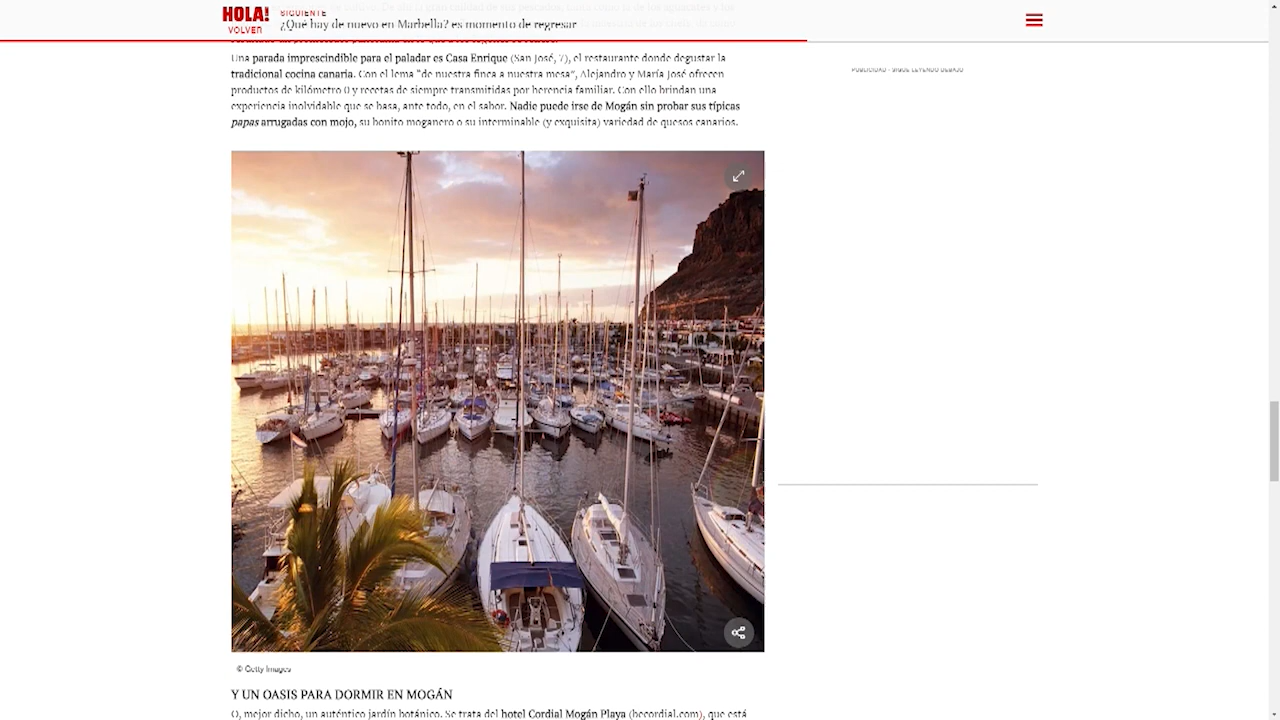 HOLA!
VOLVER
SIGUIENTE
¿Qué hay de nuevo en Marbella? es momento de regresar
PUBLICIDAD - SIGUE LEYENDO DEBAJO
Una parada imprescindible para el paladar es Casa Enrique (San José, 7), el restaurante donde degustar la
tradicional cocina canaria. Con el lema “de nuestra finca a nuestra mesa”, Alejandro y María José ofrecen
productos de kilómetro 0 y recetas de siempre transmitidas por herencia familiar. Con ello brindan una
experiencia inolvidable que se basa, ante todo, en el sabor. Nadie puede irse de Mogán sin probar sus típicas
papas arrugadas con mojo, su bonito moganero o su interminable (y exquisita) variedad de quesos canarios.
© Getty Images
Y UN OASIS PARA DORMIR EN MOGÁN
O, mejor dicho, un auténtico jardín botánico. Se trata del hotel Cordial Mogán Playa (becordial.com), que está